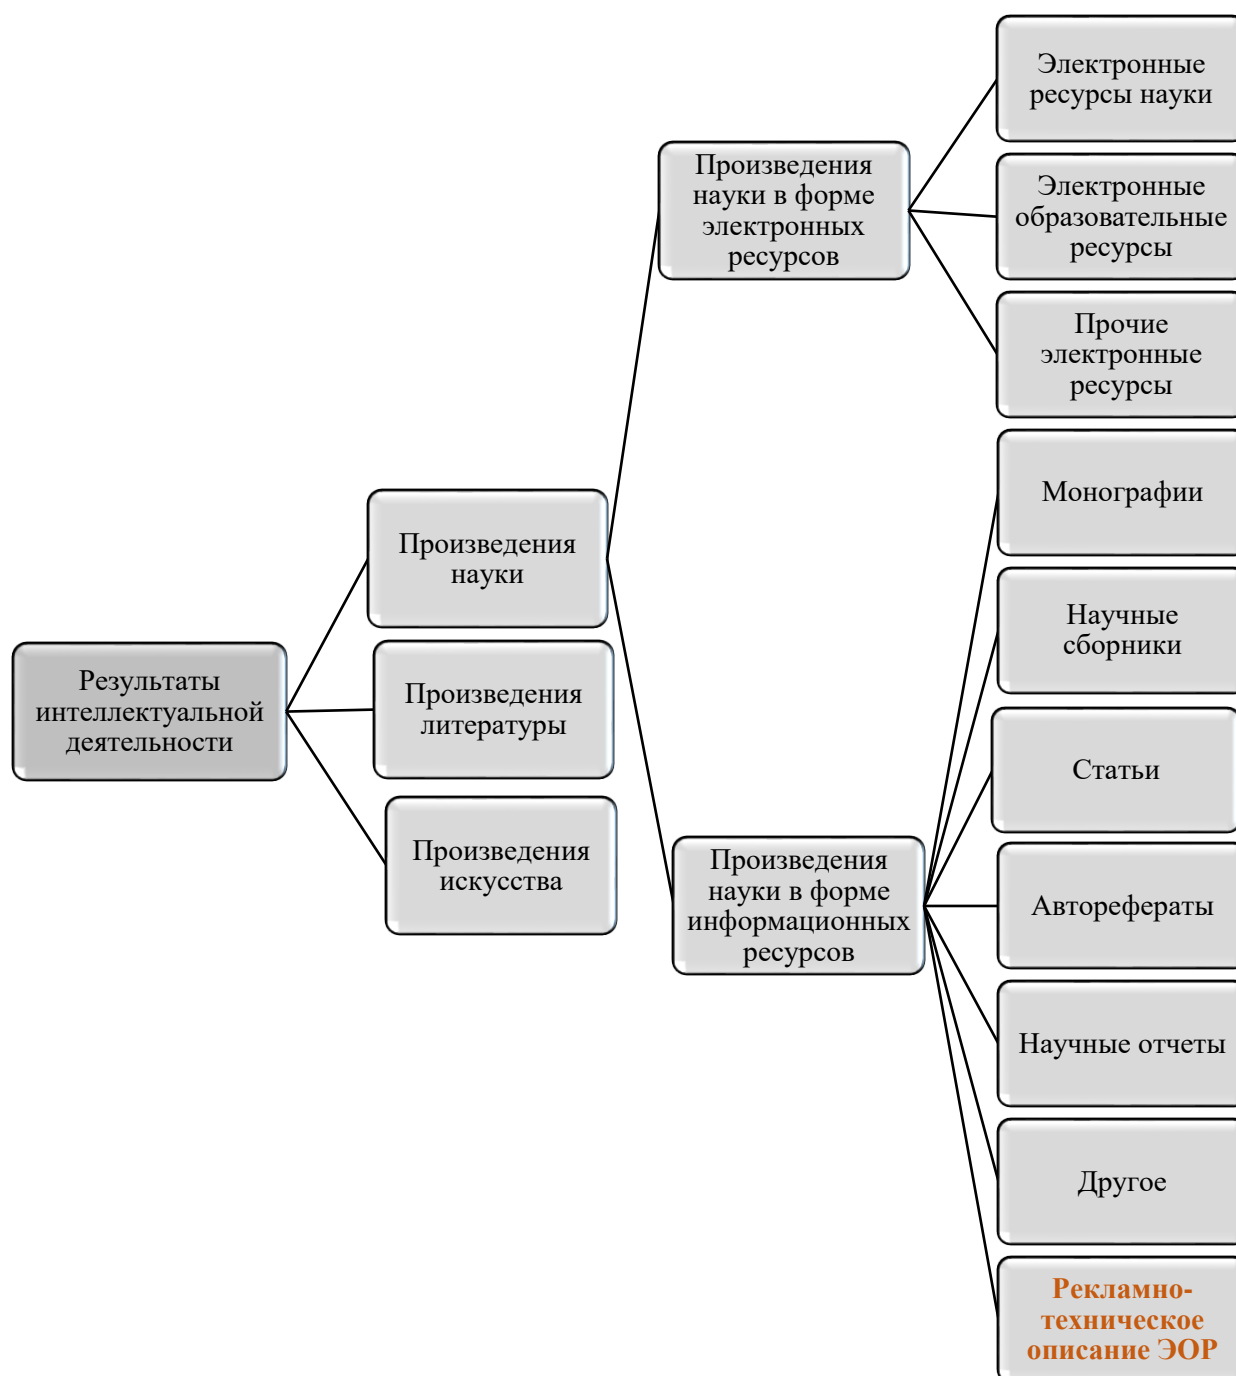 Результаты
интеллектуальной
деятельности
Произведения
науки
Произведения
литературы
Произведения
искусства
Произведения
науки в форме
электронных
ресурсов
Произведения
науки в форме
информационных
ресурсов
Электронные
ресурсы науки
Электронные
образовательные
ресурсы
Прочие
электронные
ресурсы
Монографии
Научные
сборники
Статьи
Авторефераты
Научные отчеты
Другое
Рекламно-
техническое
описание ЭОР